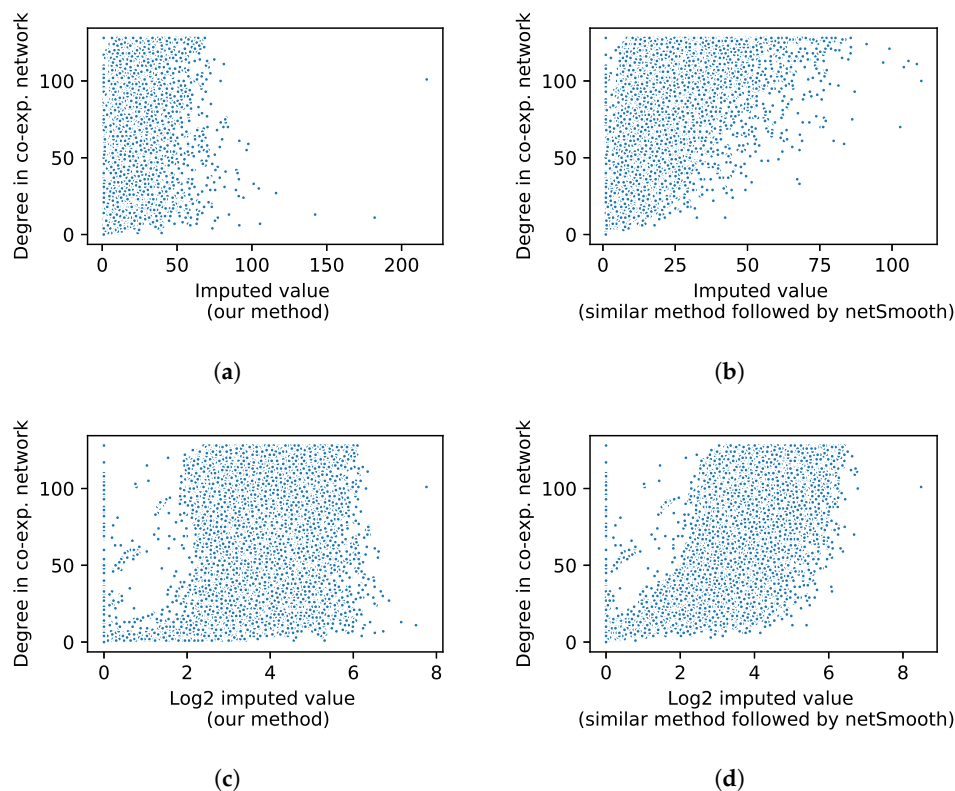 Degree in co-exp. network
100
50
0
0 50 100 150 200
Imputed value
(our method)
(a)
Degree in co-exp. network
100
50
0
0 25 50 75 100
Imputed value
(similar method followed by netSmooth)
(b)
Degree in co-exp. network
100
50
0
0 2 4 6 8
Log2 imputed value
(our method)
(c)
Degree in co-exp. network
100
50
0
0 2 4 6 8
Log2 imputed value
(similar method followed by netSmooth)
(d)